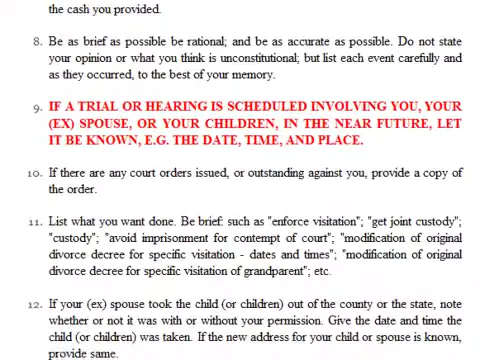 the cash you provided.
8. Be as brief as possible be rational; and be as accurate as possible. Do not state
your opinion or what you think is unconstitutional; but list each event carefully and
as they occurred, to the best of your memory.
9. IF A TRIAL OR HEARING IS SCHEDULED INVOLVING YOU, YOUR
(EX) SPOUSE, OR YOUR CHILDREN, IN THE NEAR FUTURE, LET
IT BE KNOWN, E.G. THE DATE, TIME, AND PLACE.
10. If there are any court orders issued, or outstanding against you, provide a copy of
the order.
11. List what you want done. Be brief: such as "enforce visitation"; "get joint custody";
"custody"; "avoid imprisonment for contempt of court"; "modification of original
divorce decree for specific visitation - dates and times"; "modification of original
divorce decree for specific visitation of grandparent"; etc.
12. If your (ex) spouse took the child (or children) out of the county or the state, note
whether or not it was with or without your permission. Give the date and time the
child (or children) was taken. If the new address for your child or spouse is known,
provide same.